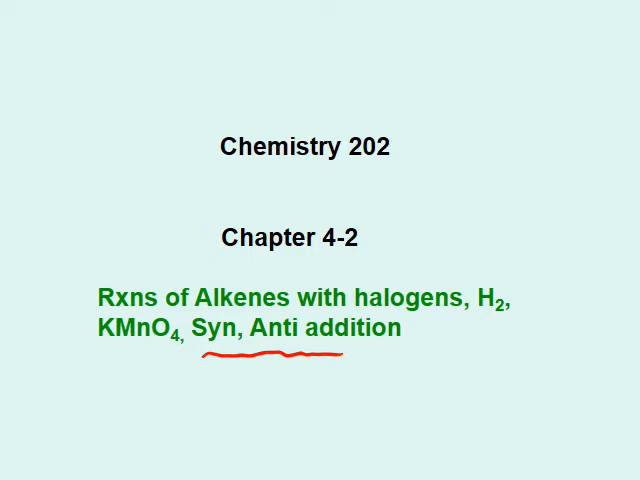 Chemistry 202
Chapter 4-2
Rxns of Alkenes with halogens, H₂,
KMnO₄, Syn, Anti addition